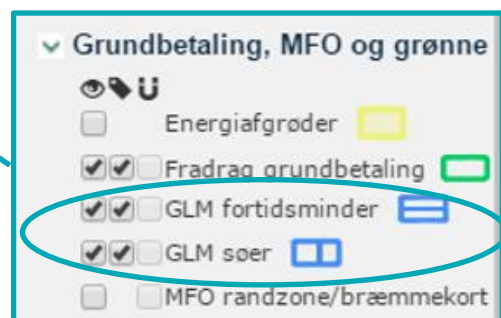 Grundbetaling, MFO og grønne
Energiafgrøder
Fradrag grundbetaling
GLM fortidsminder
GLM søer
MFO randzone/bræmmekort